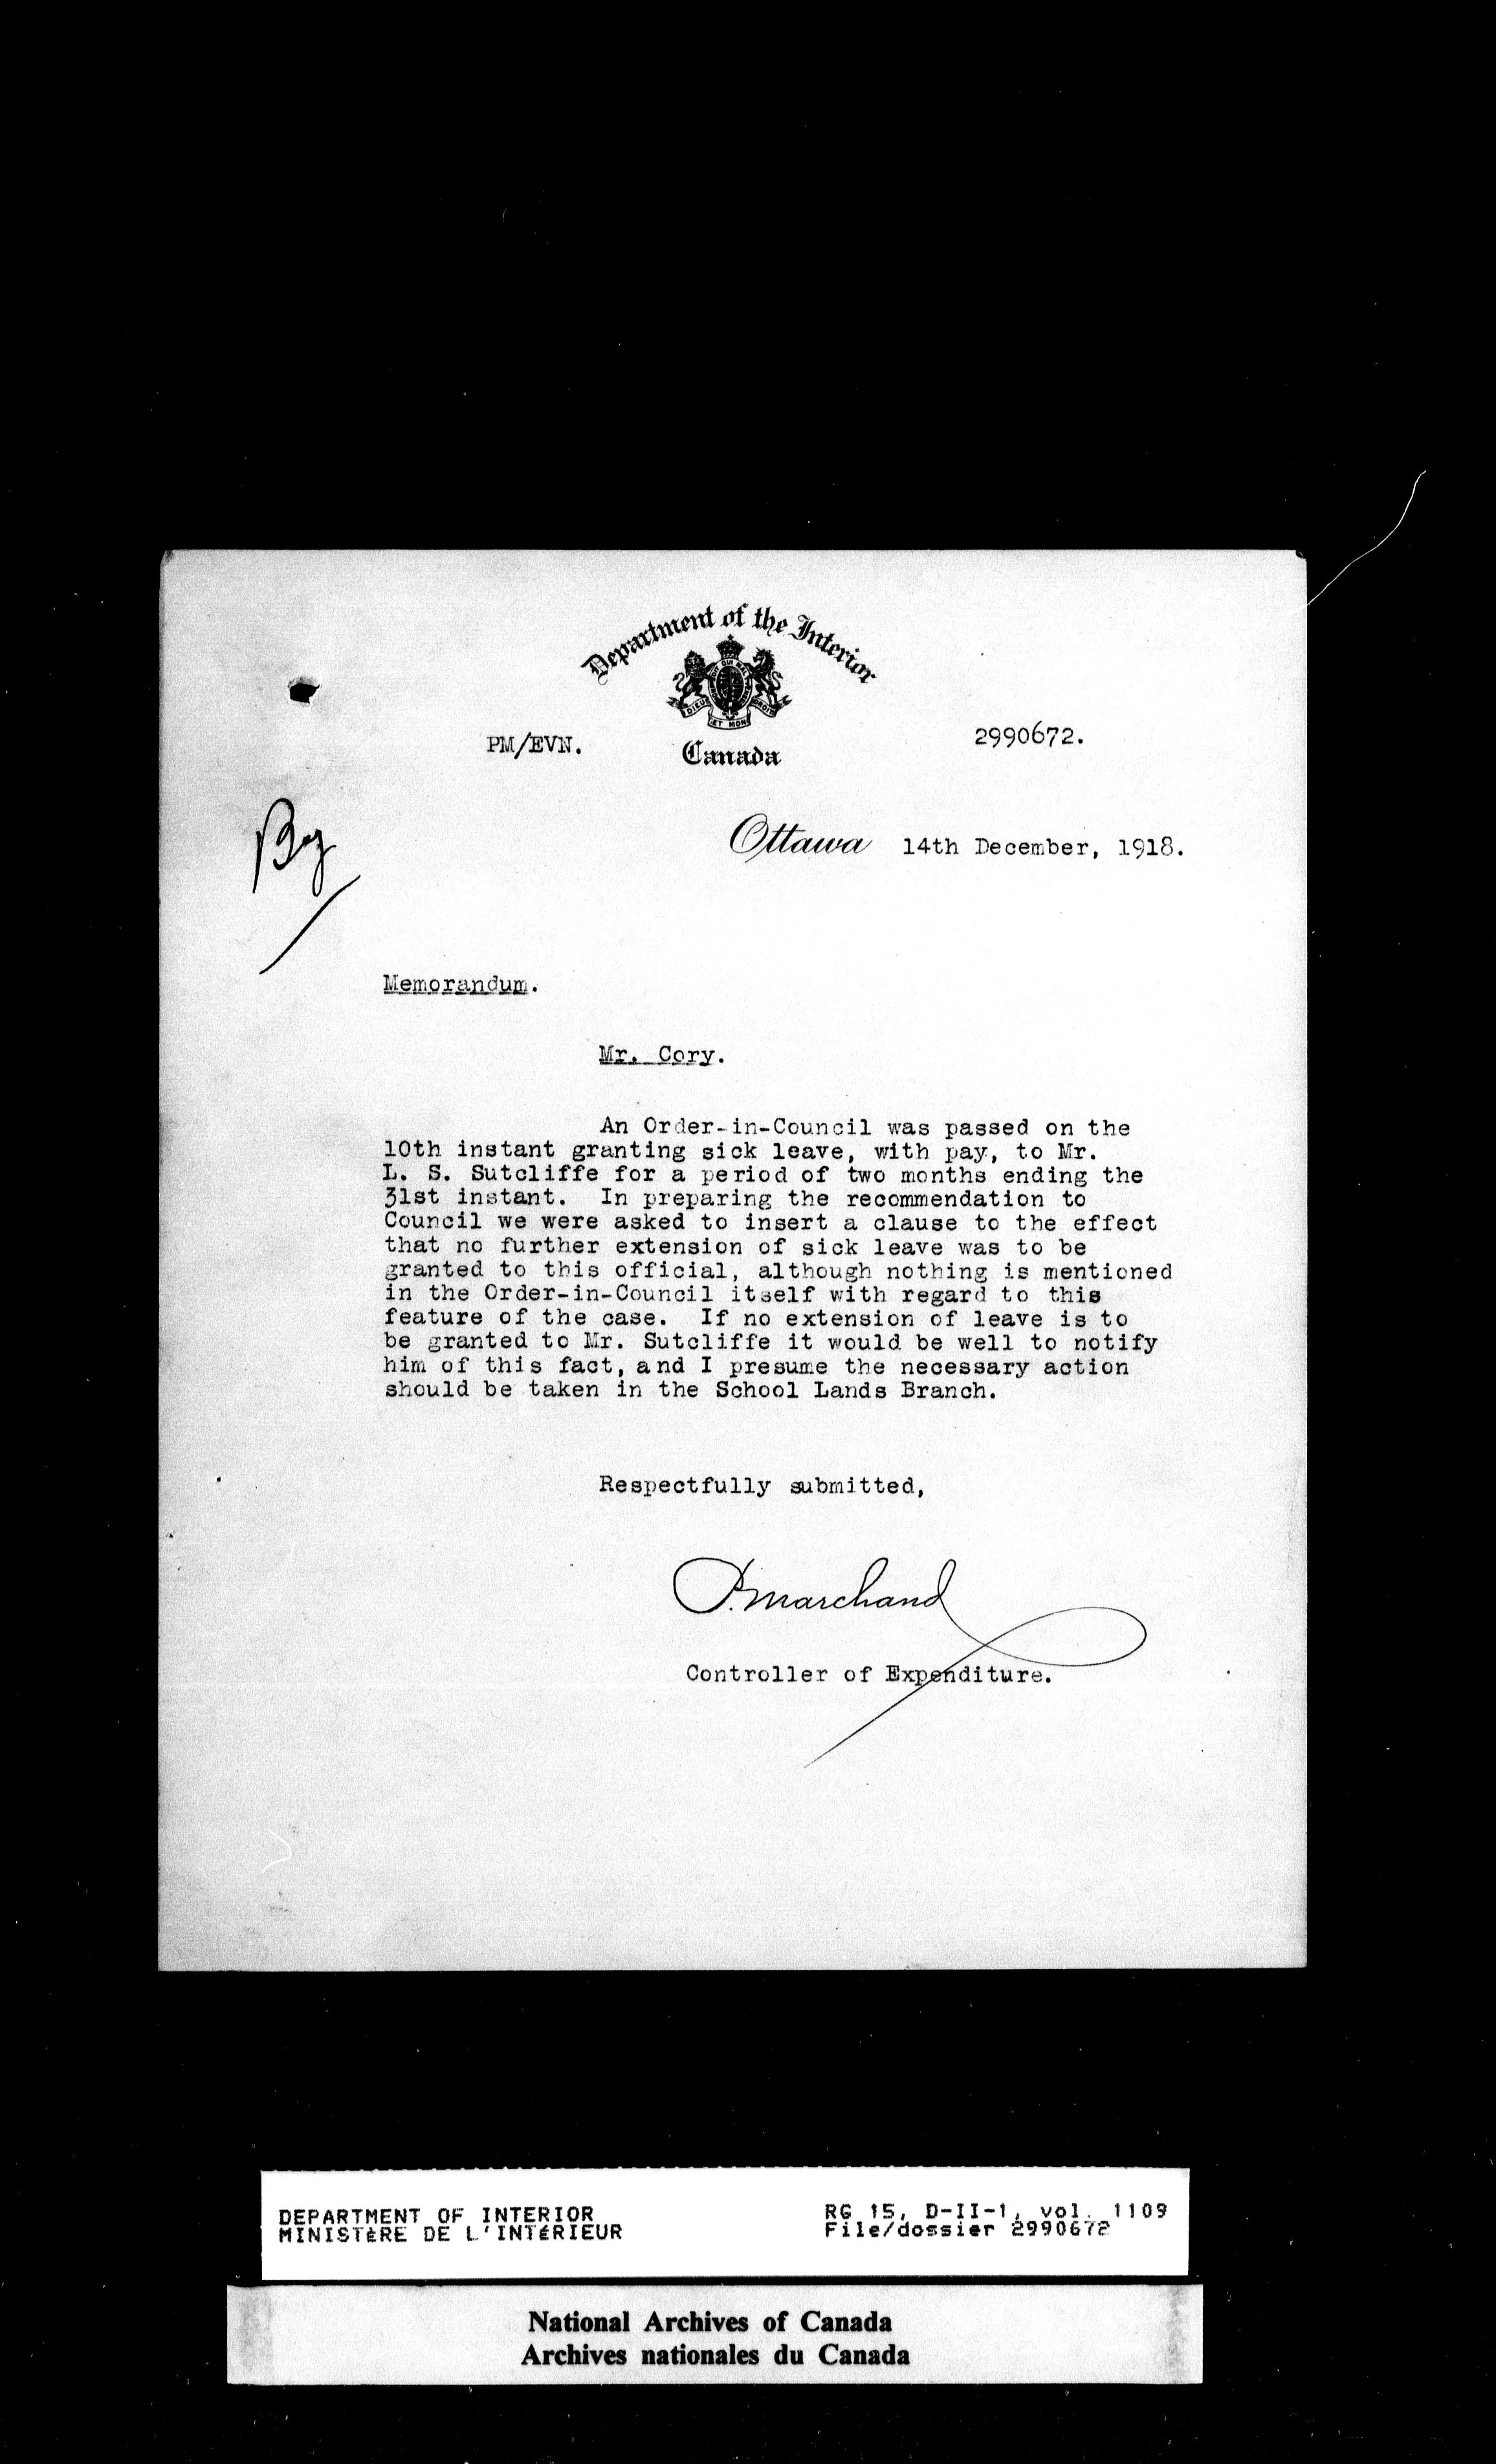 Department of the Interior
DIEU ET MON DROIT
Canada
PM/EVN.
2990672.
Ottawa 14th December, 1918.
Memorandum.
Mr. Cory.
An Order-in-Council was passed on the
10th instant granting sick leave, with pay, to Mr.
L. S. Sutcliffe for a period of two months ending the
31st instant. In preparing the recommendation to
Council we were asked to insert a clause to the effect
that no further extension of sick leave was to be
granted to this official, although nothing is mentioned
in the Order-in-Council itself with regard to this
feature of the case. If no extension of leave is to
be granted to Mr. Sutcliffe it would be well to notify
him of this fact, and I presume the necessary action
should be taken in the School Lands Branch.
Respectfully submitted,
P. Marchand
Controller of Expenditure.
DEPARTMENT OF INTERIOR
MINISTÈRE DE L'INTÉRIEUR
RG 15, D-II-1, vol. 1109
File/dossier 2990672
National Archives of Canada
Archives nationales du Canada